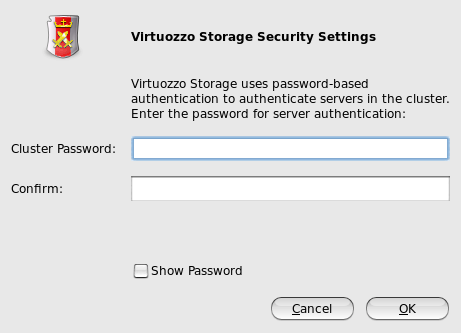 Virtuozzo Storage Security Settings
Virtuozzo Storage uses password-based
authentication to authenticate servers in the cluster.
Enter the password for server authentication:
Cluster Password:
Confirm:
Show Password
Cancel
OK